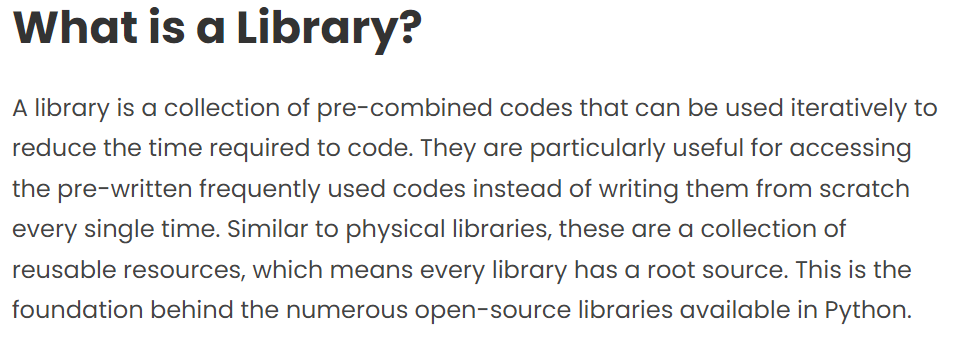 What is a Library?
A library is a collection of pre-combined codes that can be used iteratively to
reduce the time required to code. They are particularly useful for accessing
the pre-written frequently used codes instead of writing them from scratch
every single time. Similar to physical libraries, these are a collection of
reusable resources, which means every library has a root source. This is the
foundation behind the numerous open-source libraries available in Python.